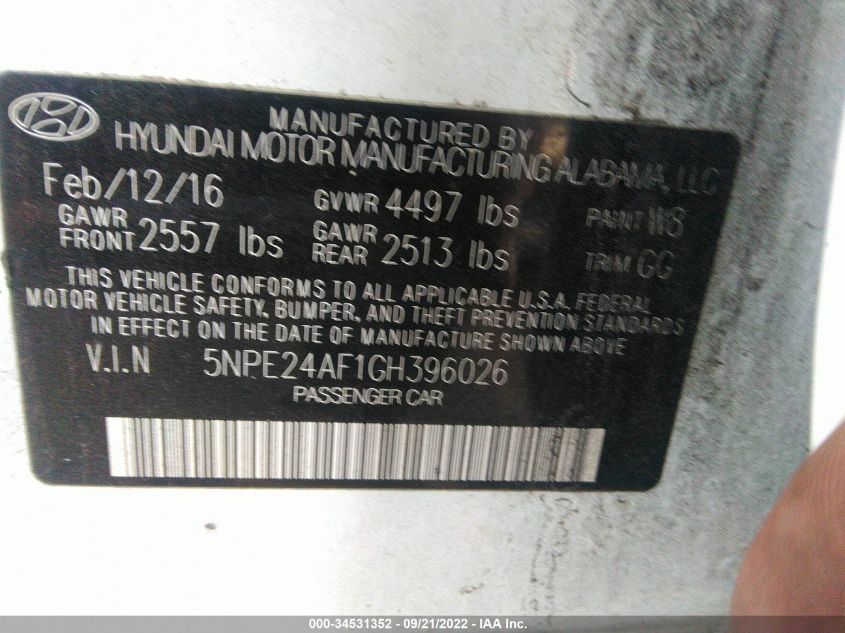 MANUFACTURED BY
HYUNDAI MOTOR MANUFACTURING ALABAMA, LLC
Feb/12/16 GVWR 4497 lbs PAINT W8
GAWR FRONT 2557 lbs GAWR REAR 2513 lbs TRIM GG
THIS VEHICLE CONFORMS TO ALL APPLICABLE U.S.A. FEDERAL
MOTOR VEHICLE SAFETY, BUMPER, AND THEFT PREVENTION STANDARDS
IN EFFECT ON THE DATE OF MANUFACTURE SHOWN ABOVE
V.I.N 5NPE24AF1GH396026
PASSENGER CAR
000-34531352 - 09/21/2022 - IAA Inc.